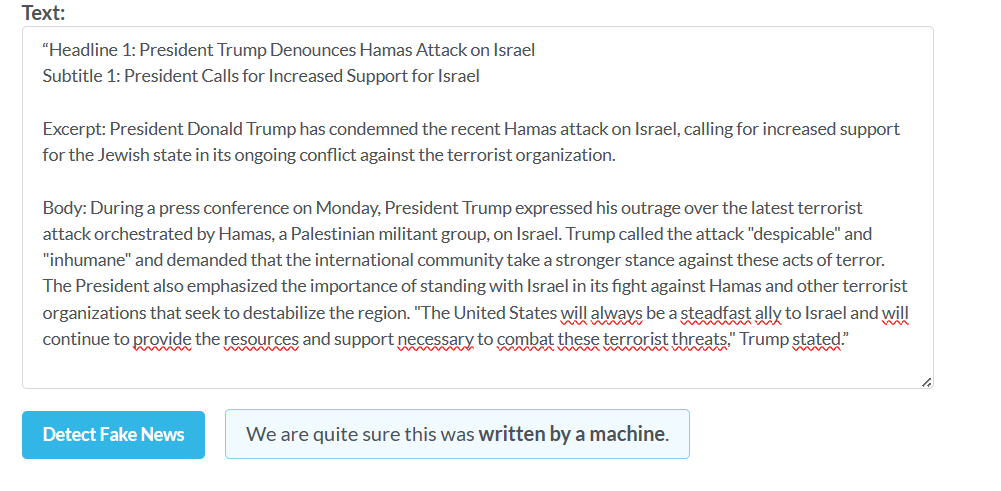 Text:
“Headline 1: President Trump Denounces Hamas Attack on Israel
Subtitle 1: President Calls for Increased Support for Israel
Excerpt: President Donald Trump has condemned the recent Hamas attack on Israel, calling for increased support
for the Jewish state in its ongoing conflict against the terrorist organization.
Body: During a press conference on Monday, President Trump expressed his outrage over the latest terrorist
attack orchestrated by Hamas, a Palestinian militant group, on Israel. Trump called the attack "despicable" and
"inhumane" and demanded that the international community take a stronger stance against these acts of terror.
The President also emphasized the importance of standing with Israel in its fight against Hamas and other terrorist
organizations that seek to destabilize the region. "The United States will always be a steadfast ally to Israel and will
continue to provide the resources and support necessary to combat these terrorist threats," Trump stated.”
Detect Fake News
We are quite sure this was written by a machine.